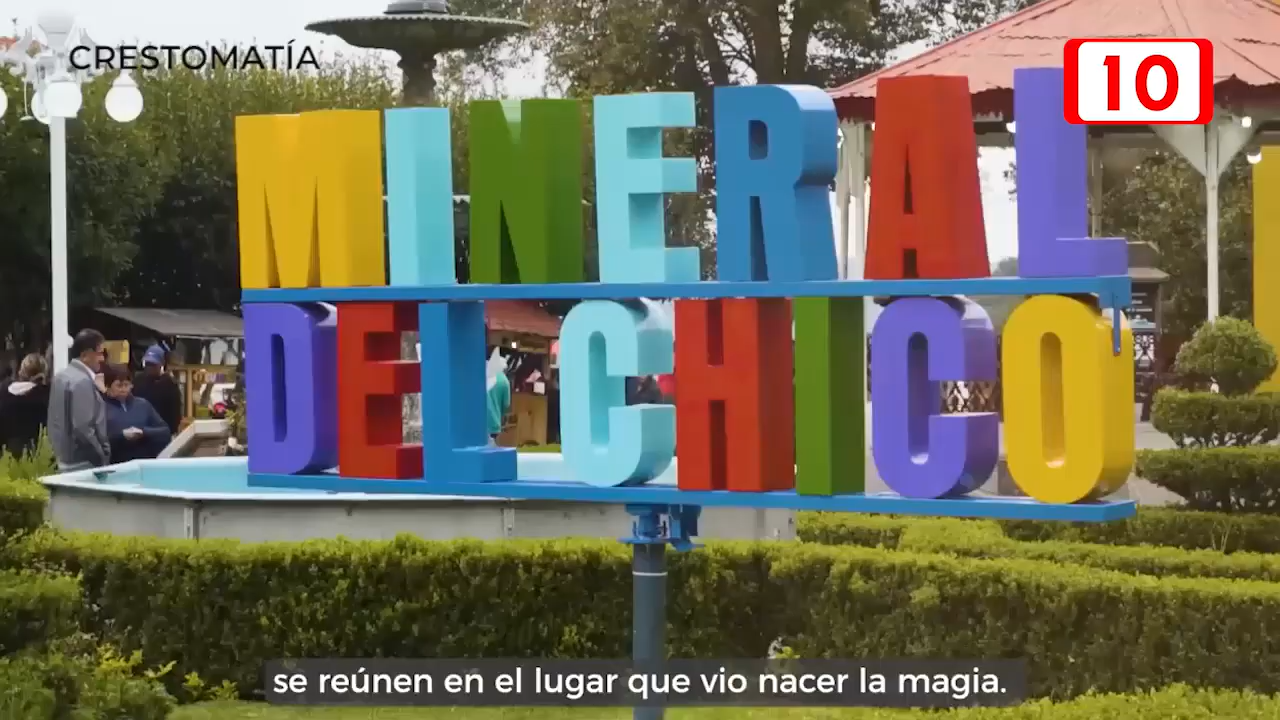 CRESTOMATÍA
10
MINERAL
DEL CHICO
se reúnen en el lugar que vio nacer la magia.